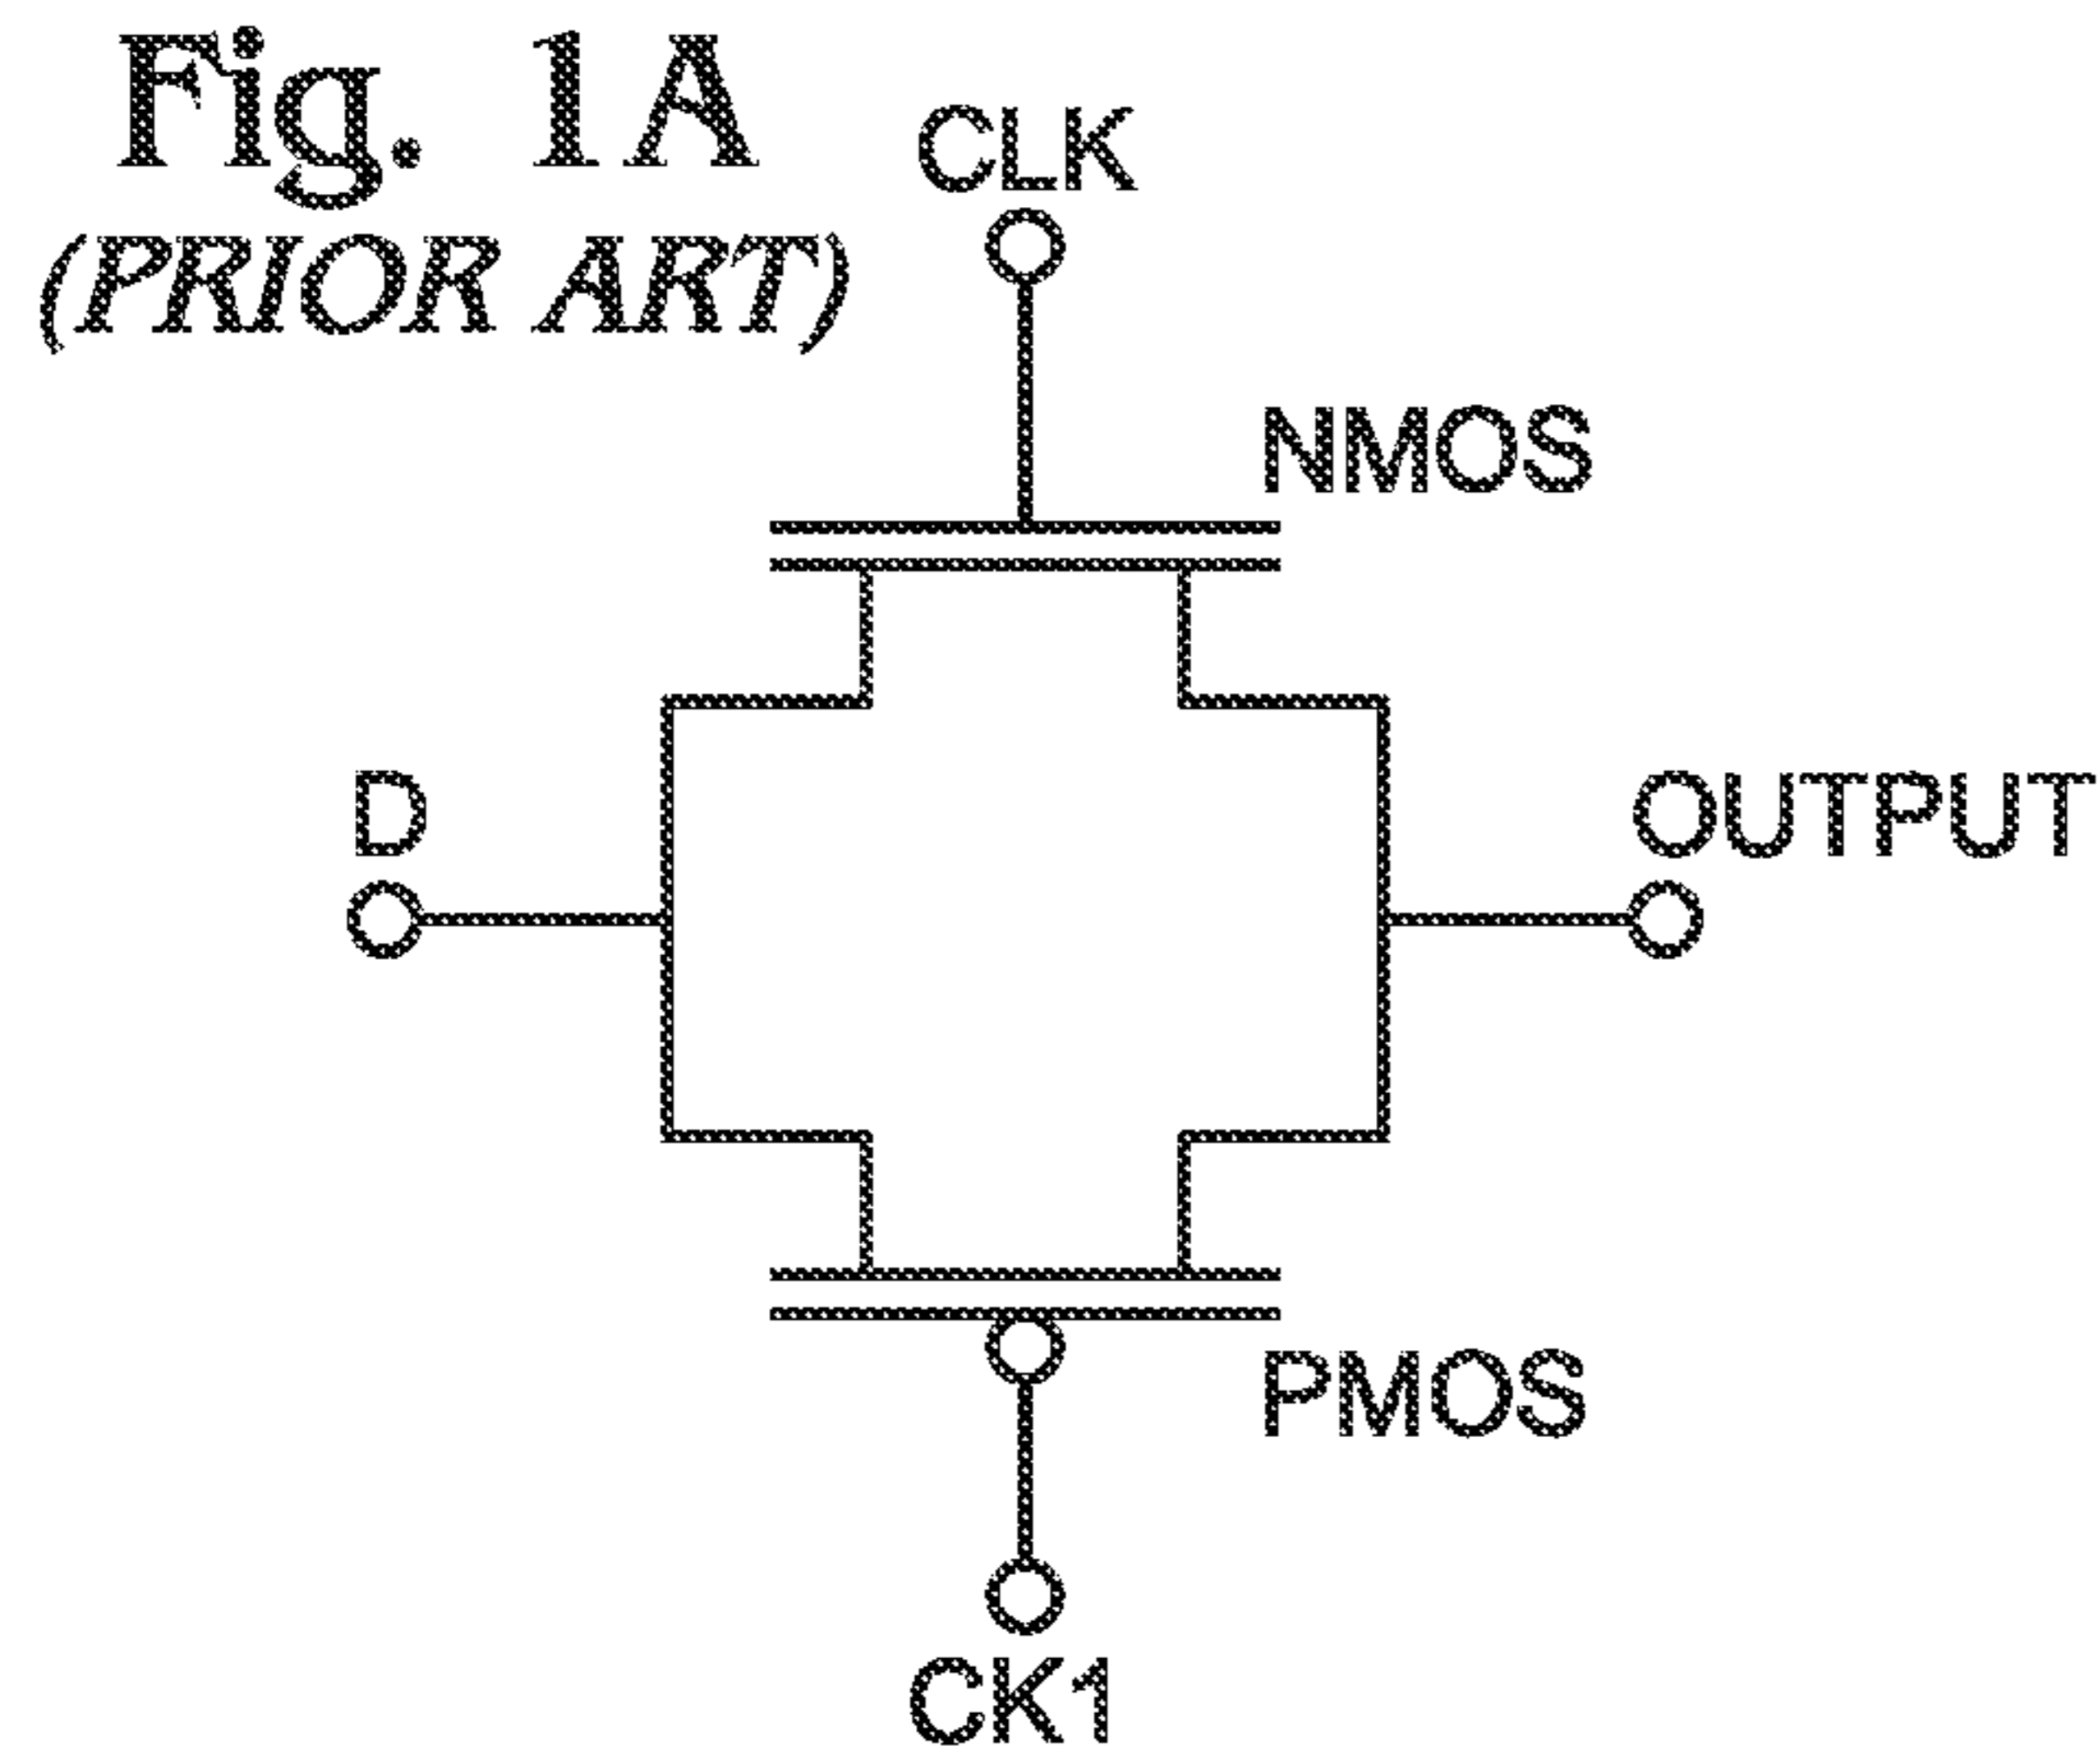 Fig. 1A
(PRIOR ART)
CLK
NMOS
D
OUTPUT
PMOS
CK1